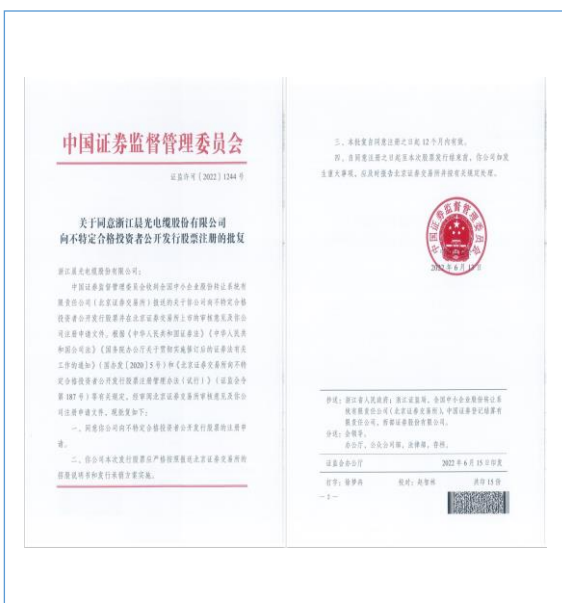 中国证券监督管理委员会
证监许可〔2022〕1244 号
关于同意浙江晨光电缆股份有限公司
向不特定合格投资者公开发行股票注册的批复
浙江晨光电缆股份有限公司：
中国证券监督管理委员会收到全国中小企业股份转让系统有
限责任公司（北京证券交易所）报送的关于你公司向不特定合格
投资者公开发行股票并在北京证券交易所上市的审核意见及你公
司注册申请文件。根据《中华人民共和国证券法》《中华人民共
和国公司法》《国务院办公厅关于贯彻实施修订后的证券法有关
工作的通知》（国办发〔2020〕5 号）和《北京证券交易所向不特
定合格投资者公开发行股票注册管理办法（试行）》（证监会令
第 187 号）等有关规定，经审阅北京证券交易所审核意见及你公
司注册申请文件，现批复如下：
一、同意你公司向不特定合格投资者公开发行股票的注册申
请。
二、你公司本次发行股票应严格按照报送北京证券交易所的
招股说明书和发行承销方案实施。
三、本批复自同意注册之日起 12 个月内有效。
四、自同意注册之日起至本次股票发行结束前，你公司如发
生重大事项，应及时报告北京证券交易所并按有关规定处理。
中国证券监督管理委员会
2022 年 6 月 13 日
抄送：浙江省人民政府；浙江证监局，全国中小企业股份转让系
统有限责任公司（北京证券交易所），中国证券登记结算有
限责任公司，财通证券股份有限公司。
分送：会领导。
办公厅，公众公司部，法律部，存档。
证监会办公厅
2022 年 6 月 15 日印发
打字：
校对：
共印 15 份
— 2 —